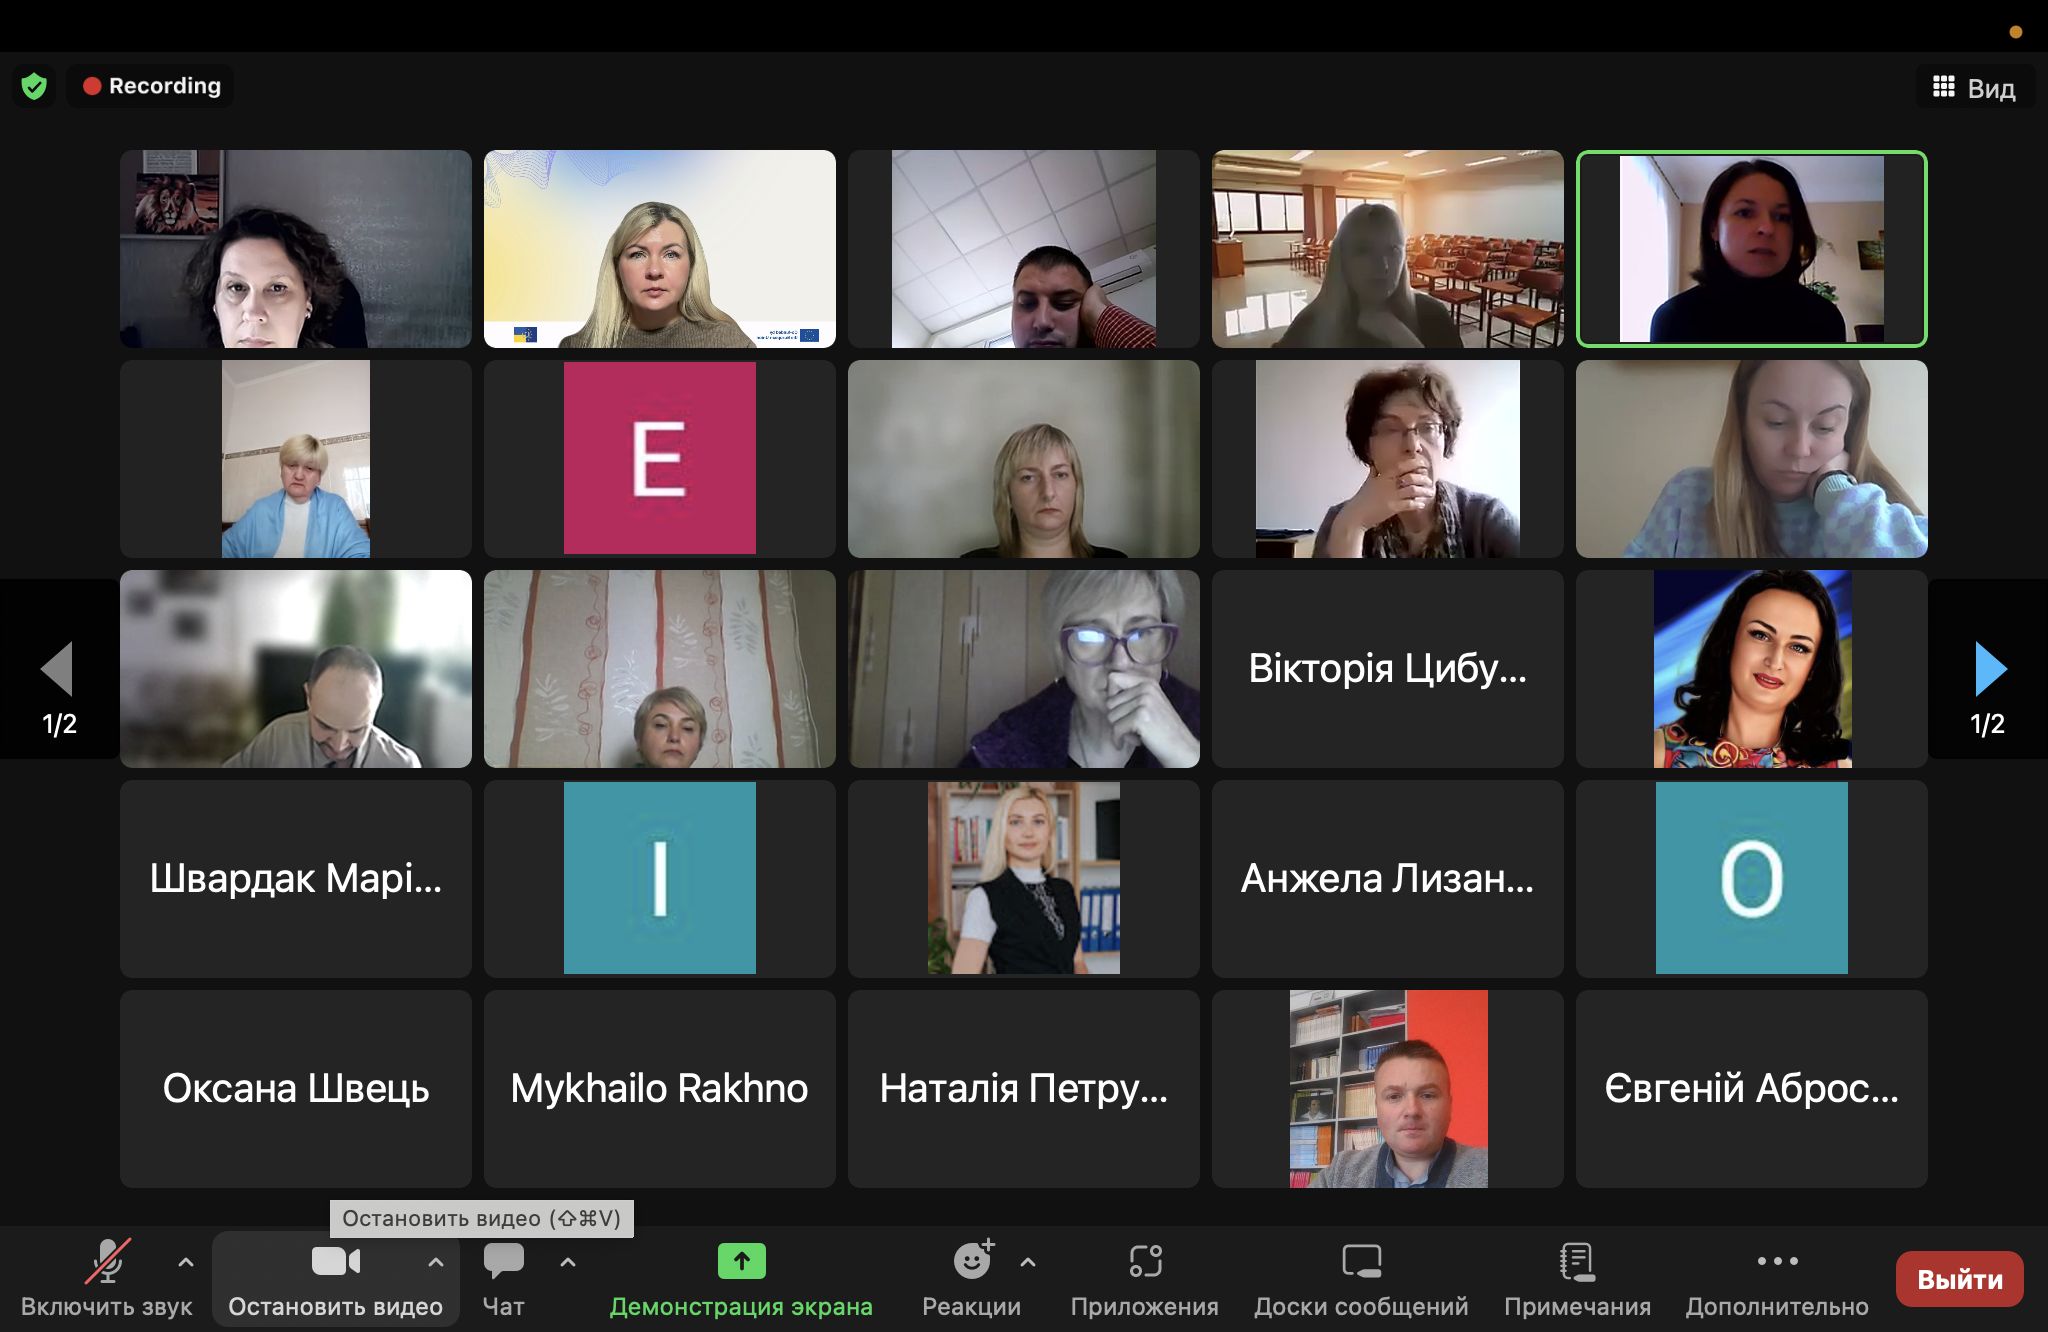 Recording
Вид
E
Вікторія Цибу...
1/2
1/2
Швардак Марі...
I
Анжела Лизан...
O
Оксана Швець
Mykhailo Rakhno
Наталія Петру...
Євгеній Аброс...
Остановить видео (⇧⌘V)
Включить звук
Остановить видео
Чат
Демонстрация экрана
Реакции
Приложения
Доски сообщений
Примечания
Дополнительно
Выйти